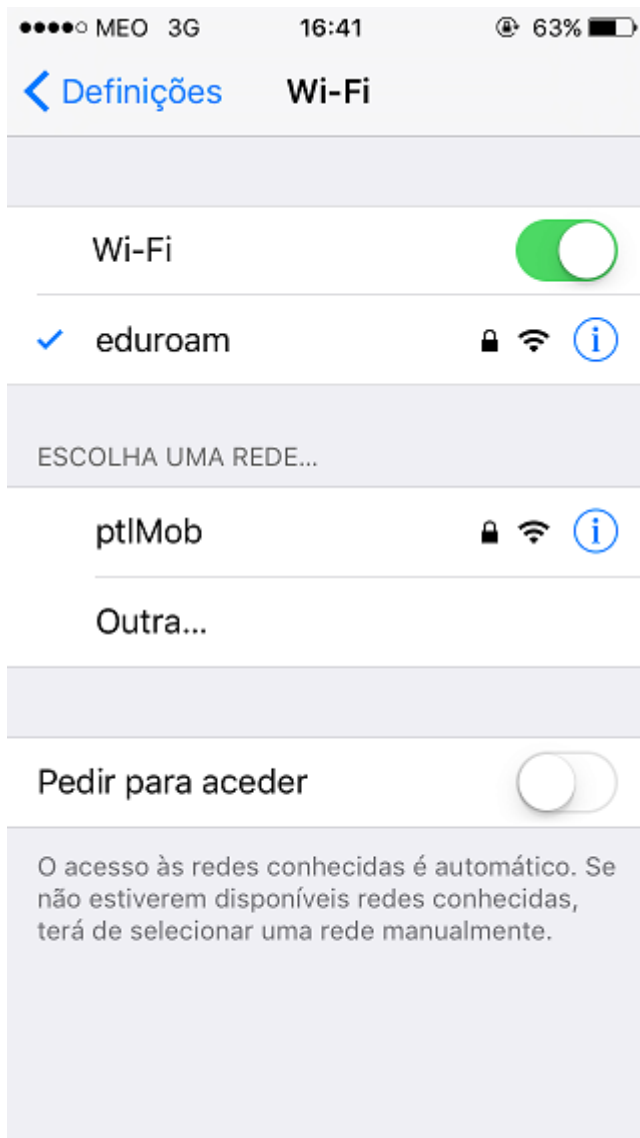 MEO 3G 16:41 63%
Definições Wi-Fi
Wi-Fi
eduroam
ESCOLHA UMA REDE...
ptlMob
Outra...
Pedir para aceder
O acesso às redes conhecidas é automático. Se
não estiverem disponíveis redes conhecidas,
terá de selecionar uma rede manualmente.